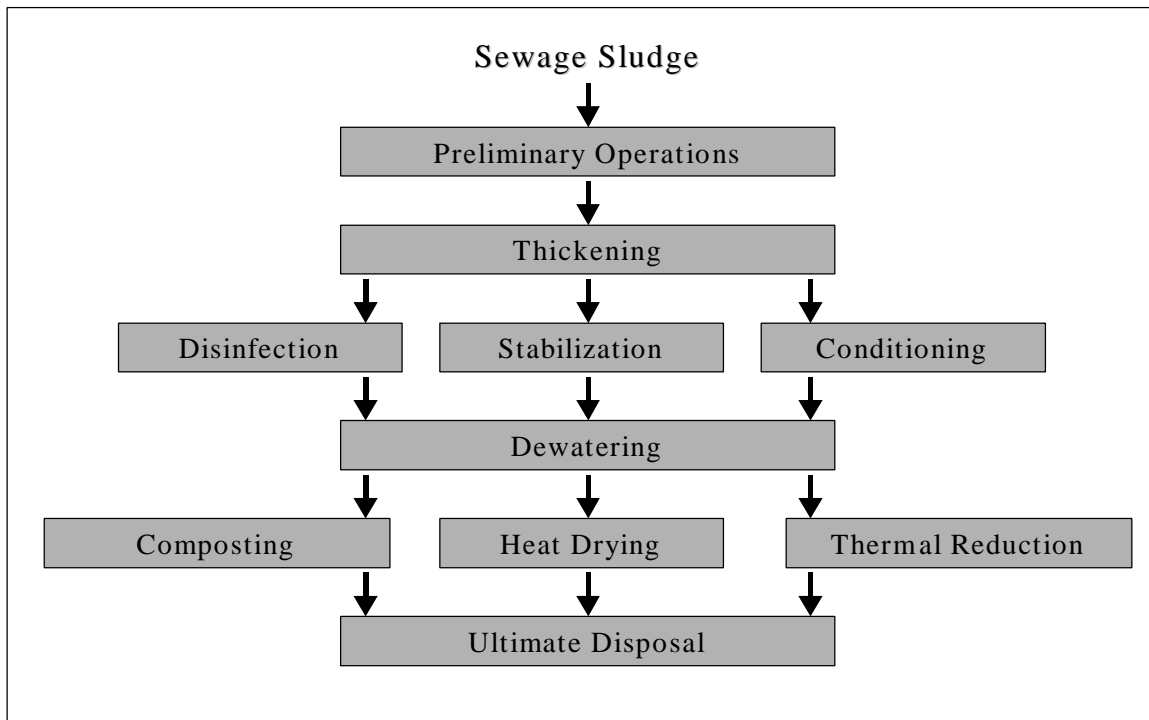 Sewage Sludge
Preliminary Operations
Thickening
Disinfection
Stabilization
Conditioning
Dewatering
Composting
Heat Drying
Thermal Reduction
Ultimate Disposal